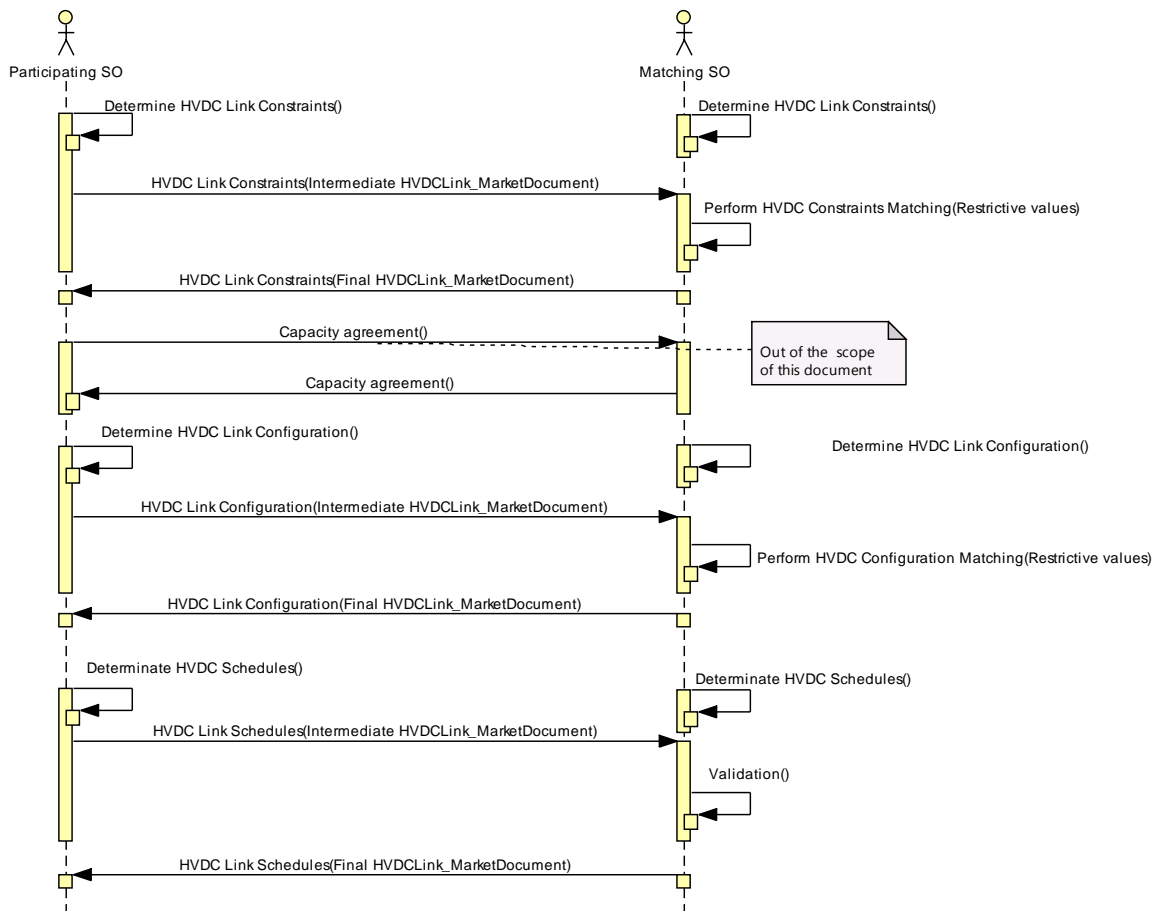 Participating SO
Matching SO
Determine HVDC Link Constraints()
Determine HVDC Link Constraints()
HVDC Link Constraints(Intermediate HVDCLink_MarketDocument)
Perform HVDC Constraints Matching(Restrictive values)
HVDC Link Constraints(Final HVDCLink_MarketDocument)
Capacity agreement()
Out of the scope
of this document
Capacity agreement()
Determine HVDC Link Configuration()
Determine HVDC Link Configuration()
HVDC Link Configuration(Intermediate HVDCLink_MarketDocument)
Perform HVDC Configuration Matching(Restrictive values)
HVDC Link Configuration(Final HVDCLink_MarketDocument)
Determinate HVDC Schedules()
Determinate HVDC Schedules()
HVDC Link Schedules(Intermediate HVDCLink_MarketDocument)
Validation()
HVDC Link Schedules(Final HVDCLink_MarketDocument)